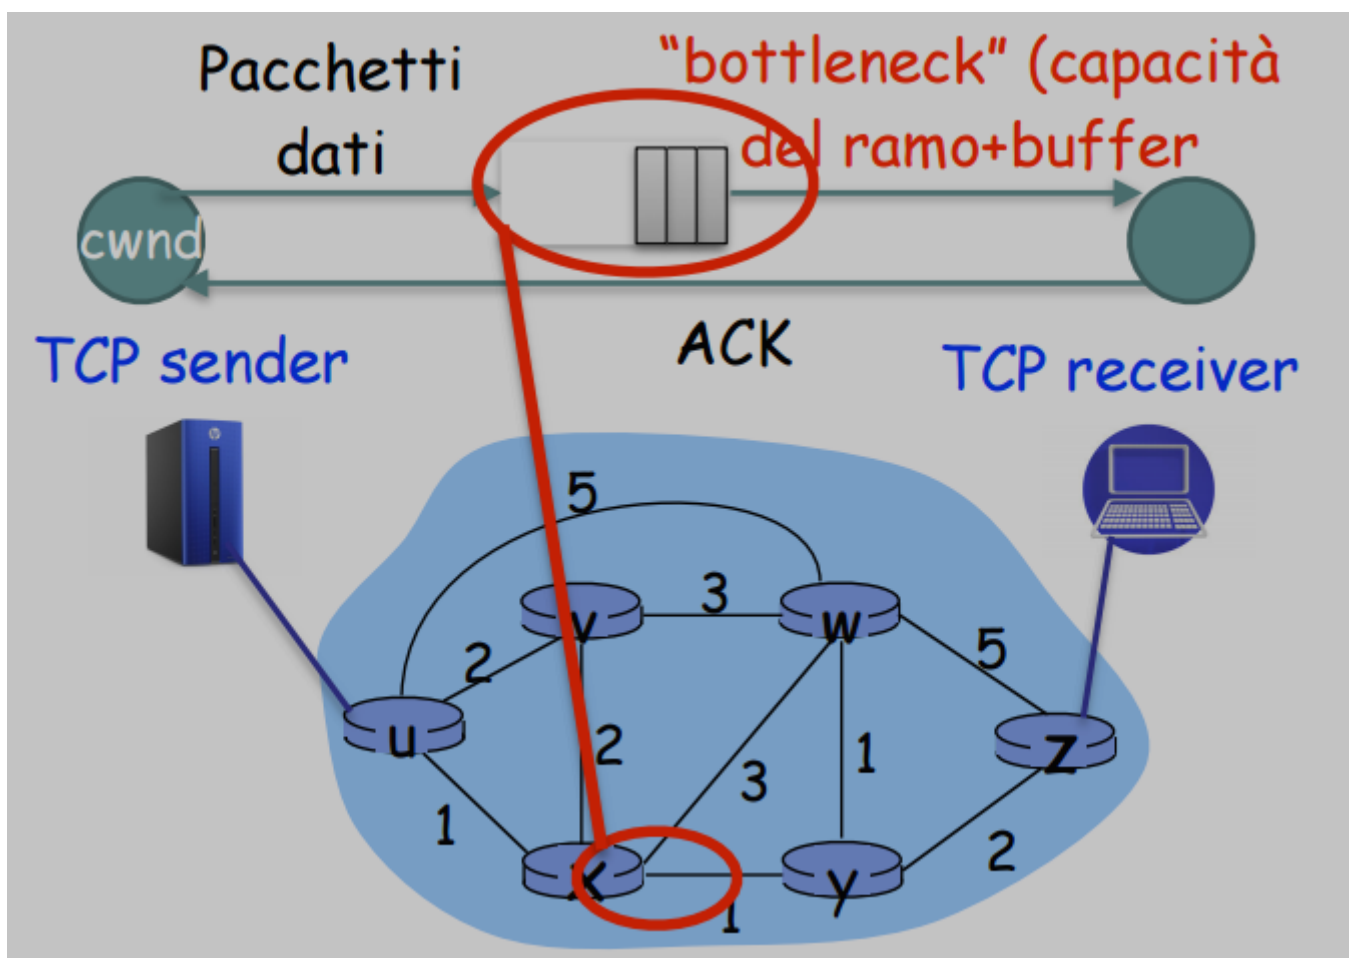 Pacchetti
dati
“bottleneck” (capacità
del ramo+buffer
cwnd
ACK
TCP sender
TCP receiver
5
v
3
w
2
5
u
2
3
1
z
1
2
x
1
y